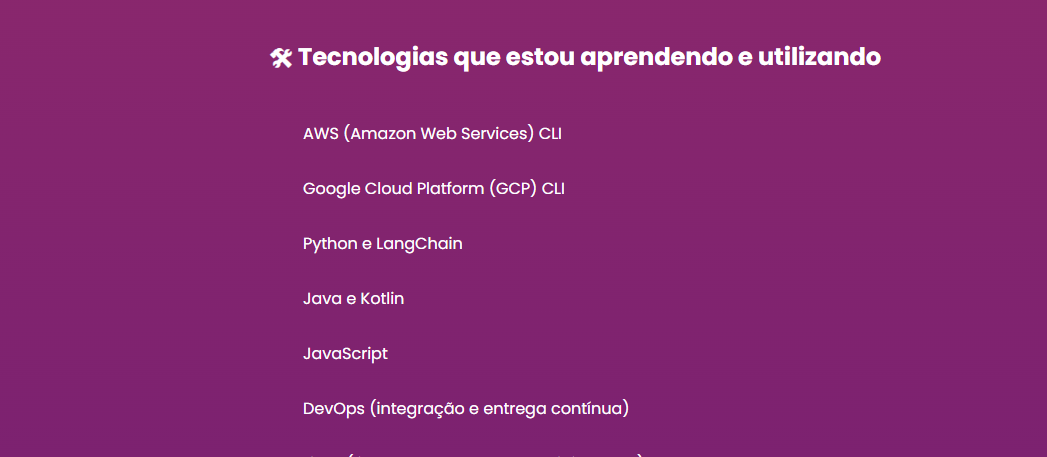 🛠 Tecnologias que estou aprendendo e utilizando
AWS (Amazon Web Services) CLI
Google Cloud Platform (GCP) CLI
Python e LangChain
Java e Kotlin
JavaScript
DevOps (integração e entrega contínua)